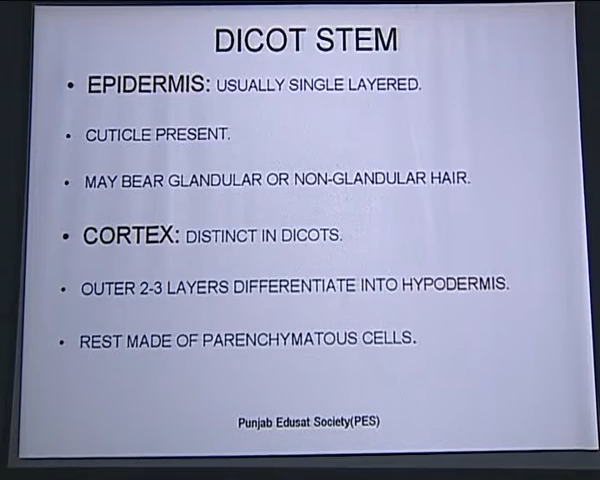 DICOT STEM
• EPIDERMIS: USUALLY SINGLE LAYERED.
• CUTICLE PRESENT.
• MAY BEAR GLANDULAR OR NON-GLANDULAR HAIR.
• CORTEX: DISTINCT IN DICOTS.
• OUTER 2-3 LAYERS DIFFERENTIATE INTO HYPODERMIS.
• REST MADE OF PARENCHYMATOUS CELLS.
Punjab Edusat Society(PES)